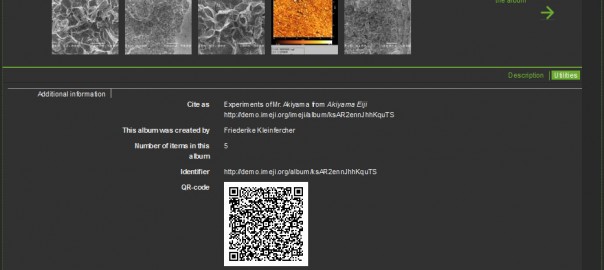 the album
Description | Utilities
Additional information
Cite as Experiments of Mr. Akiyama from Akiyama Eiji
http://demo.imeji.org/imeji/album/ksAR2ennJhhKquTS
This album was created by Friederike Kleinfercher
Number of items in this 5
album
Identifier http://demo.imeji.org/album/ksAR2ennJhhKquTS
QR-code